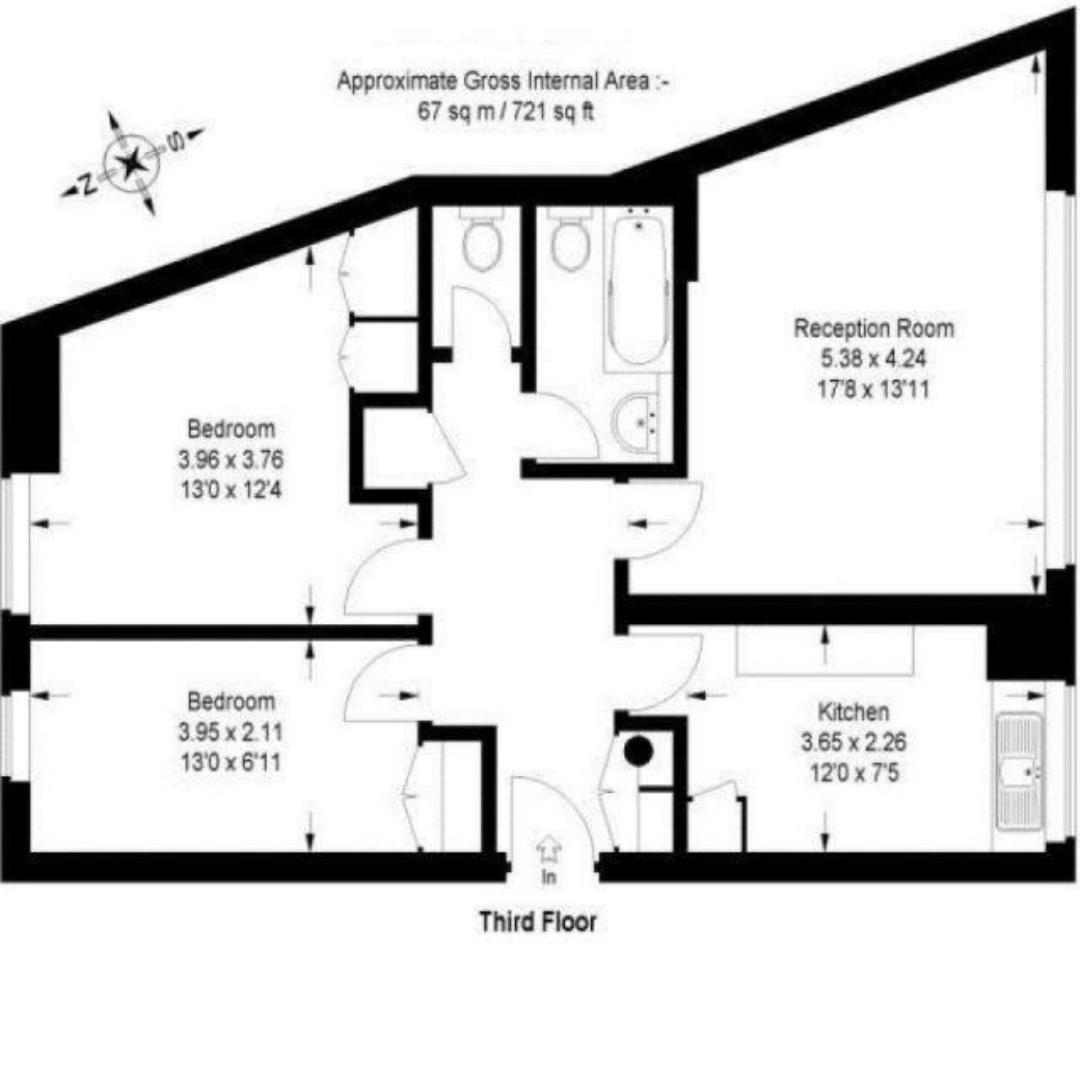 Approximate Gross Internal Area :-
67 sq m / 721 sq ft
S
N
Reception Room
5.38 x 4.24
17'8 x 13'11
Bedroom
3.96 x 3.76
13'0 x 12'4
Bedroom
3.95 x 2.11
13'0 x 6'11
Kitchen
3.65 x 2.26
12'0 x 7'5
In
Third Floor